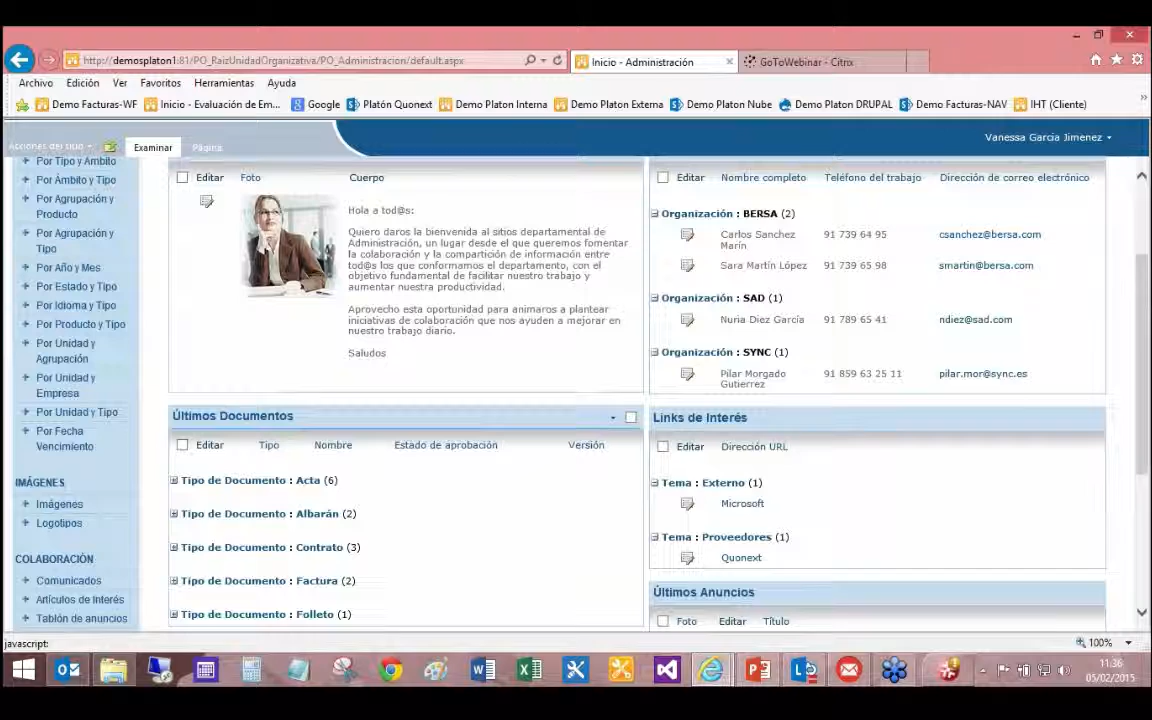 http://demosplaton1:81/PO_RaizUnidadOrganizativa/PO_Administracion/default.aspx
Inicio - Administración
GoToWebinar - Citrix
Archivo Edición Ver Favoritos Herramientas Ayuda
Demo Facturas-WF Inicio - Evaluación de Em... Google Platón Quonext Demo Platon Interna Demo Platon Externa Demo Platon Nube Demo Platon DRUPAL Demo Facturas-NAV IHT (Cliente)
Acciones del sitio Examinar Página
Vanessa Garcia Jimenez
Por Tipo y Ámbito
Por Ámbito y Tipo
Por Agrupación y
Producto
Por Agrupación y
Tipo
Por Año y Mes
Por Estado y Tipo
Por Idioma y Tipo
Por Producto y Tipo
Por Unidad y
Agrupación
Por Unidad y
Empresa
Por Unidad y Tipo
Por Fecha
Vencimiento
IMÁGENES
Imágenes
Logotipos
COLABORACIÓN
Comunicados
Artículos de Interés
Tablón de anuncios
Editar Foto Cuerpo
Hola a tod@s:
Quiero daros la bienvenida al sitios departamental de
Administración, un lugar desde el que queremos fomentar
la colaboración y la compartición de información entre
tod@s los que conformamos el departamento, con el
objetivo fundamental de facilitar nuestro trabajo y
aumentar nuestra productividad.
Aprovecho esta oportunidad para animaros a plantear
iniciativas de colaboración que nos ayuden a mejorar en
nuestro trabajo diario.
Saludos
Últimos Documentos
Editar Tipo Nombre Estado de aprobación Versión
Tipo de Documento : Acta (6)
Tipo de Documento : Albarán (2)
Tipo de Documento : Contrato (3)
Tipo de Documento : Factura (2)
Tipo de Documento : Folleto (1)
Editar Nombre completo Teléfono del trabajo Dirección de correo electrónico
Organización : BERSA (2)
Carlos Sanchez
Marín
91 739 64 95 csanchez@bersa.com
Sara Martín López 91 739 65 98 smartin@bersa.com
Organización : SAD (1)
Nuria Diez García 91 789 65 41 ndiez@sad.com
Organización : SYNC (1)
Pilar Morgado
Gutierrez
91 859 63 25 11 pilar.mor@sync.es
Links de Interés
Editar Dirección URL
Tema : Externo (1)
Microsoft
Tema : Proveedores (1)
Quonext
Últimos Anuncios
Foto Editar Título
javascript:
100%
11:36
05/02/2015